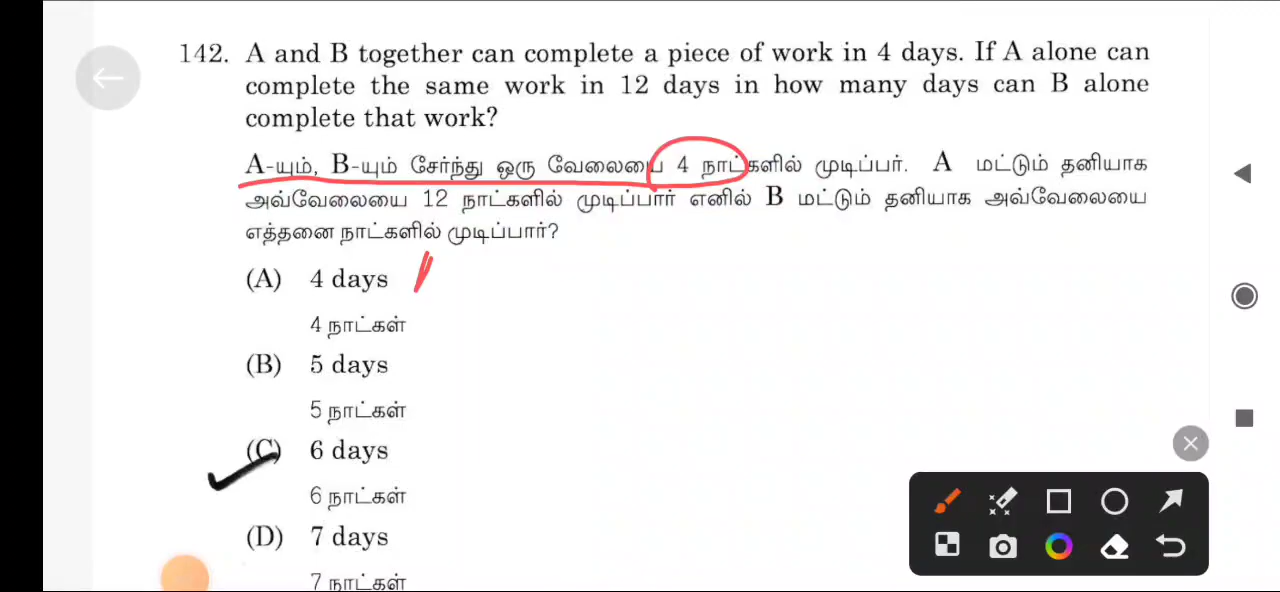 142. A and B together can complete a piece of work in 4 days. If A alone can
complete the same work in 12 days in how many days can B alone
complete that work?
A-யும், B-யும் சேர்ந்து ஒரு வேலையை 4 நாட்களில் முடிப்பர். A மட்டும் தனியாக
அவ்வேலையை 12 நாட்களில் முடிப்பார் எனில் B மட்டும் தனியாக அவ்வேலையை
எத்தனை நாட்களில் முடிப்பார்?
(A) 4 days
4 நாட்கள்
(B) 5 days
5 நாட்கள்
(C) 6 days
6 நாட்கள்
(D) 7 days
7 நாட்கள்